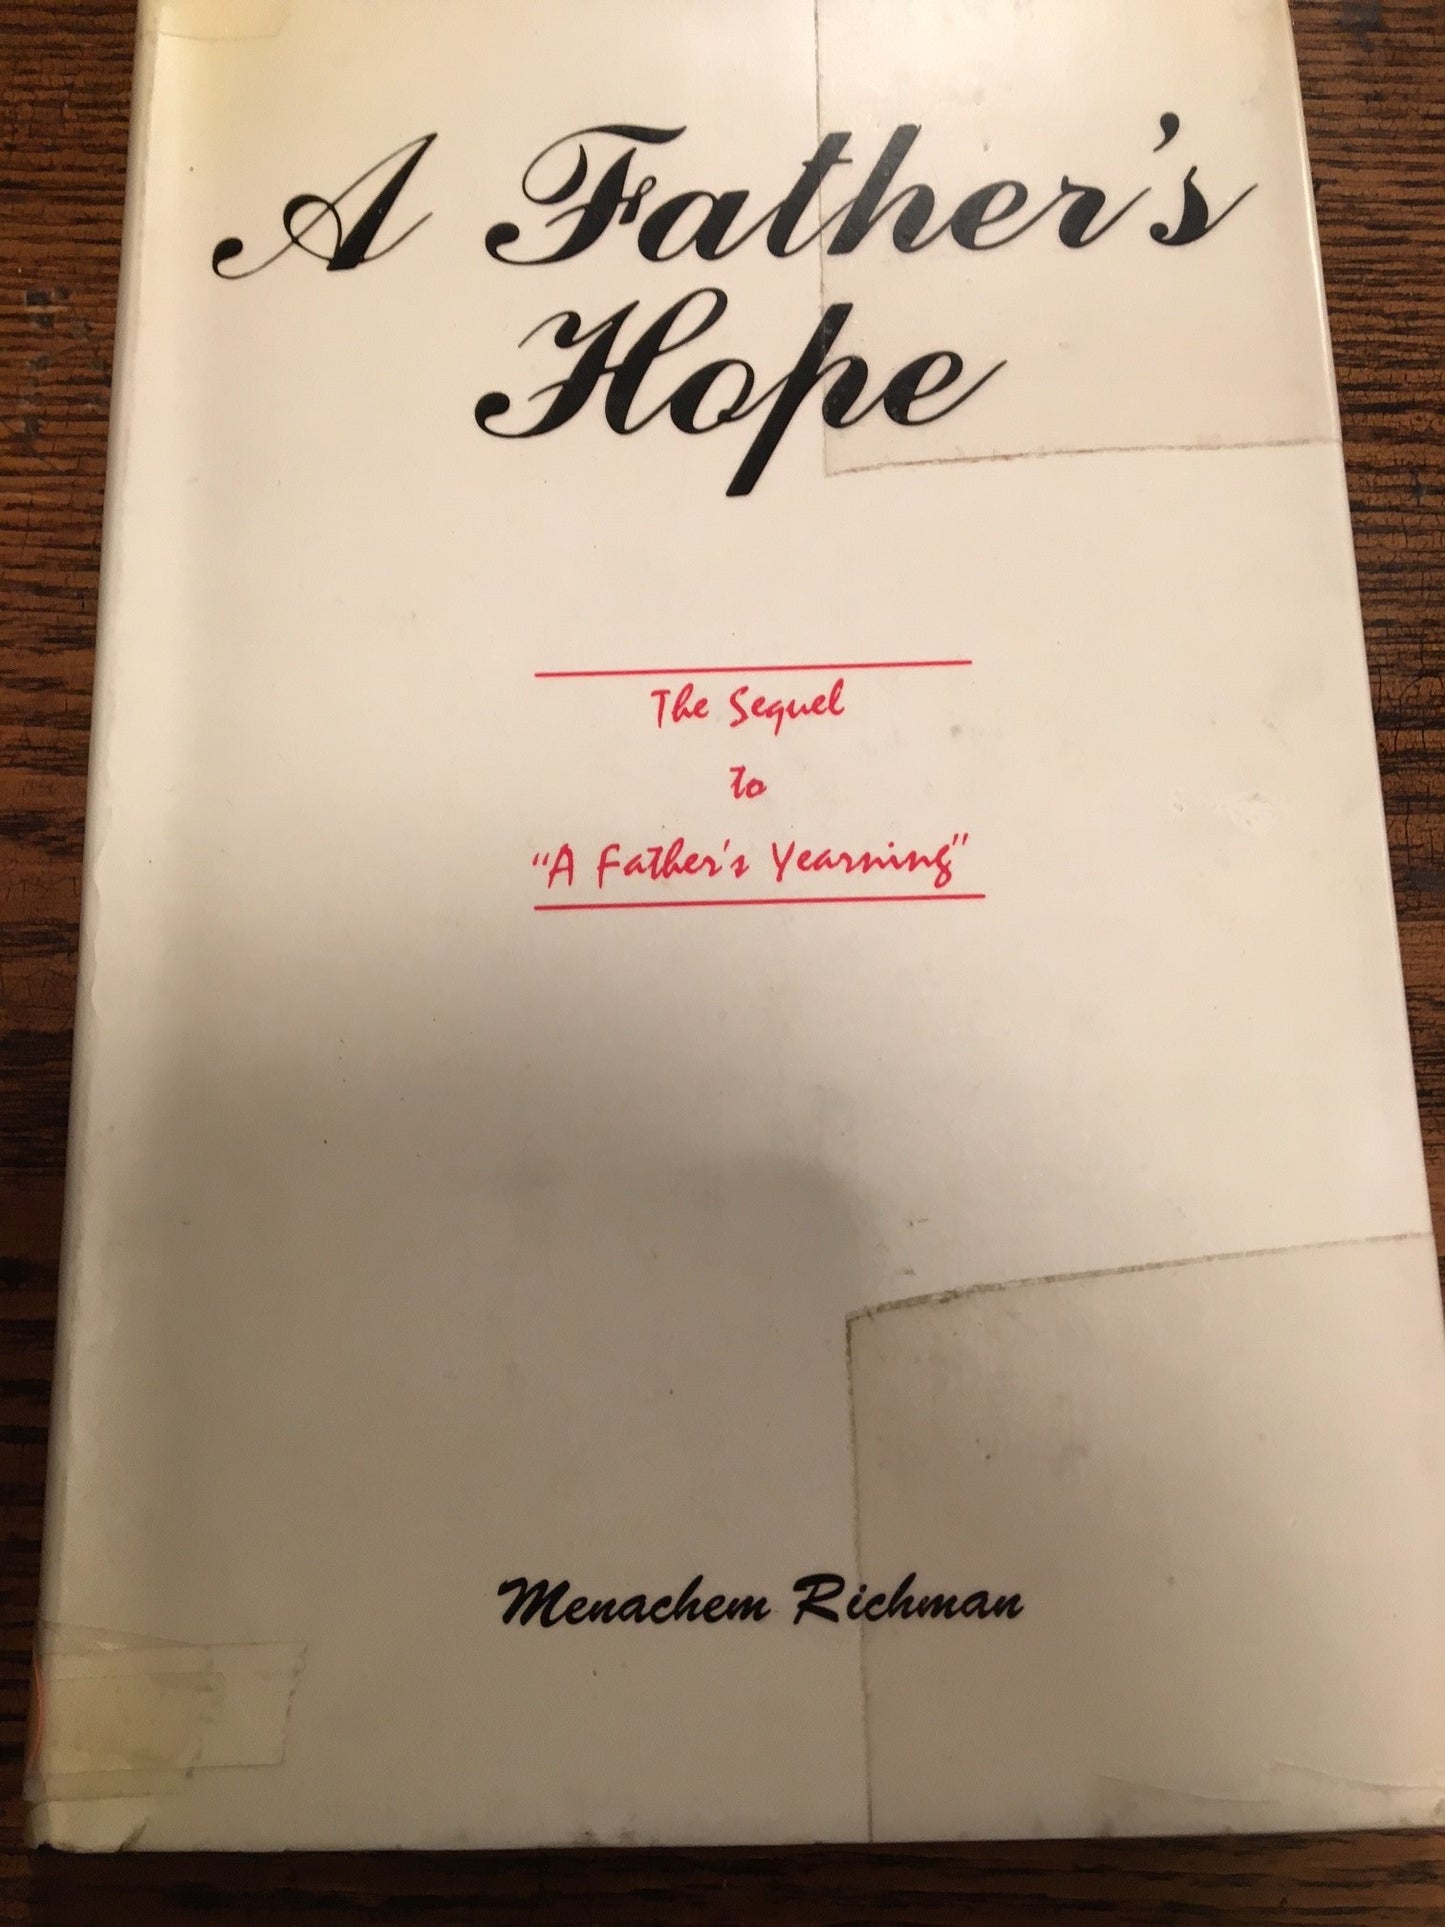 A Father's
Hope
The Sequel
to
"A Father's Yearning"
Menachem Richman